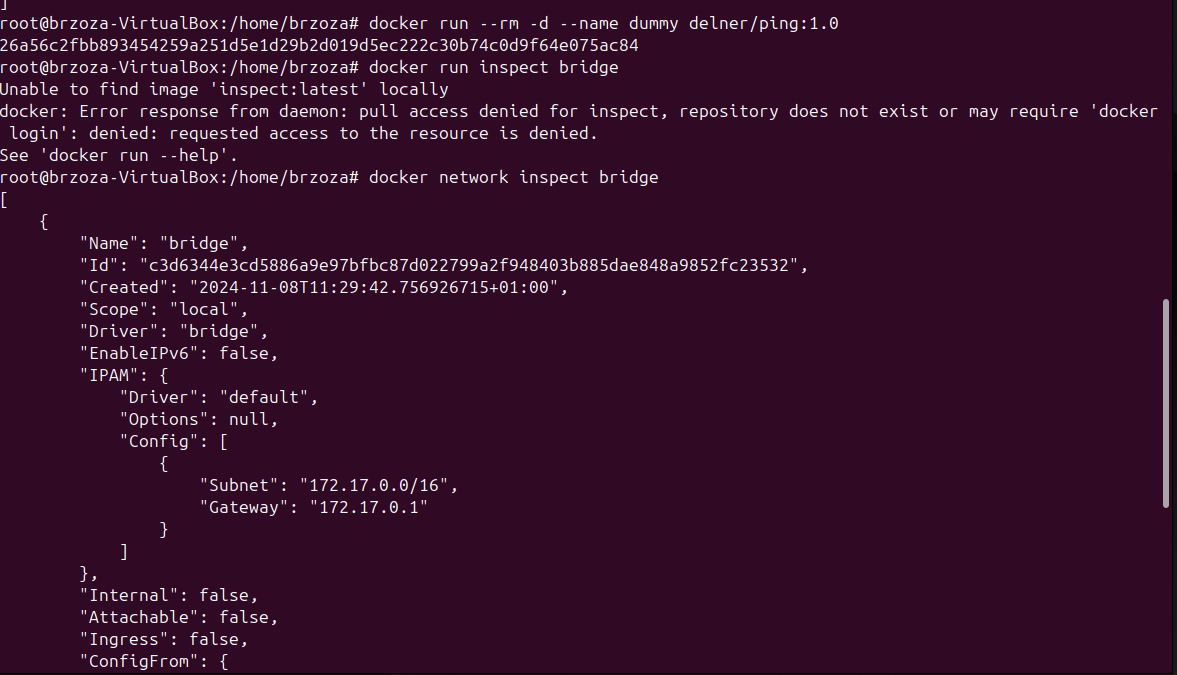 ]
root@brzoza-VirtualBox:/home/brzoza# docker run --rm -d --name dummy delner/ping:1.0
26a56c2fbb893454259a251d5e1d29b2d019d5ec222c30b74c0d9f64e075ac84
root@brzoza-VirtualBox:/home/brzoza# docker run inspect bridge
Unable to find image 'inspect:latest' locally
docker: Error response from daemon: pull access denied for inspect, repository does not exist or may require 'docker
 login': denied: requested access to the resource is denied.
See 'docker run --help'.
root@brzoza-VirtualBox:/home/brzoza# docker network inspect bridge
[
    {
        "Name": "bridge",
        "Id": "c3d6344e3cd5886a9e97bfbc87d022799a2f948403b885dae848a9852fc23532",
        "Created": "2024-11-08T11:29:42.756926715+01:00",
        "Scope": "local",
        "Driver": "bridge",
        "EnableIPv6": false,
        "IPAM": {
            "Driver": "default",
            "Options": null,
            "Config": [
                {
                    "Subnet": "172.17.0.0/16",
                    "Gateway": "172.17.0.1"
                }
            ]
        },
        "Internal": false,
        "Attachable": false,
        "Ingress": false,
        "ConfigFrom": {